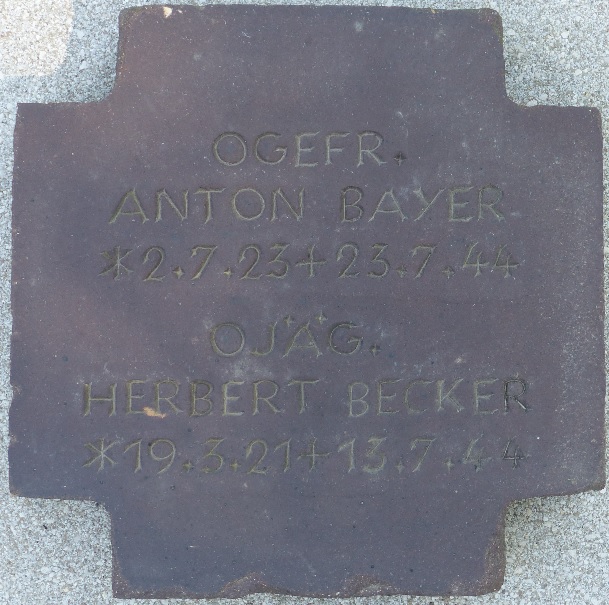 OGEFR.
ANTON BAYER
*2.7.23+23.7.44
OJÄG.
HERBERT BECKER
*19.3.21+13.7.44